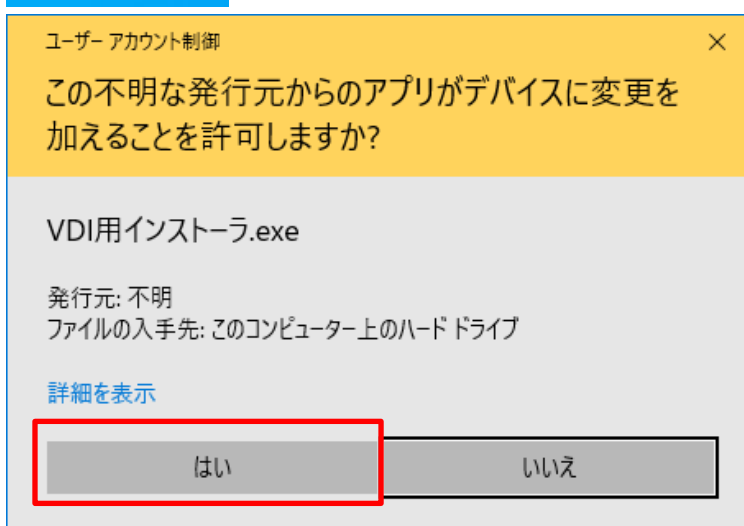 ユーザー アカウント制御
この不明な発行元からのアプリがデバイスに変更を
加えることを許可しますか?
VDI用インストーラ.exe
発行元: 不明
ファイルの入手先: このコンピューター上のハード ドライブ
詳細を表示
はい いいえ